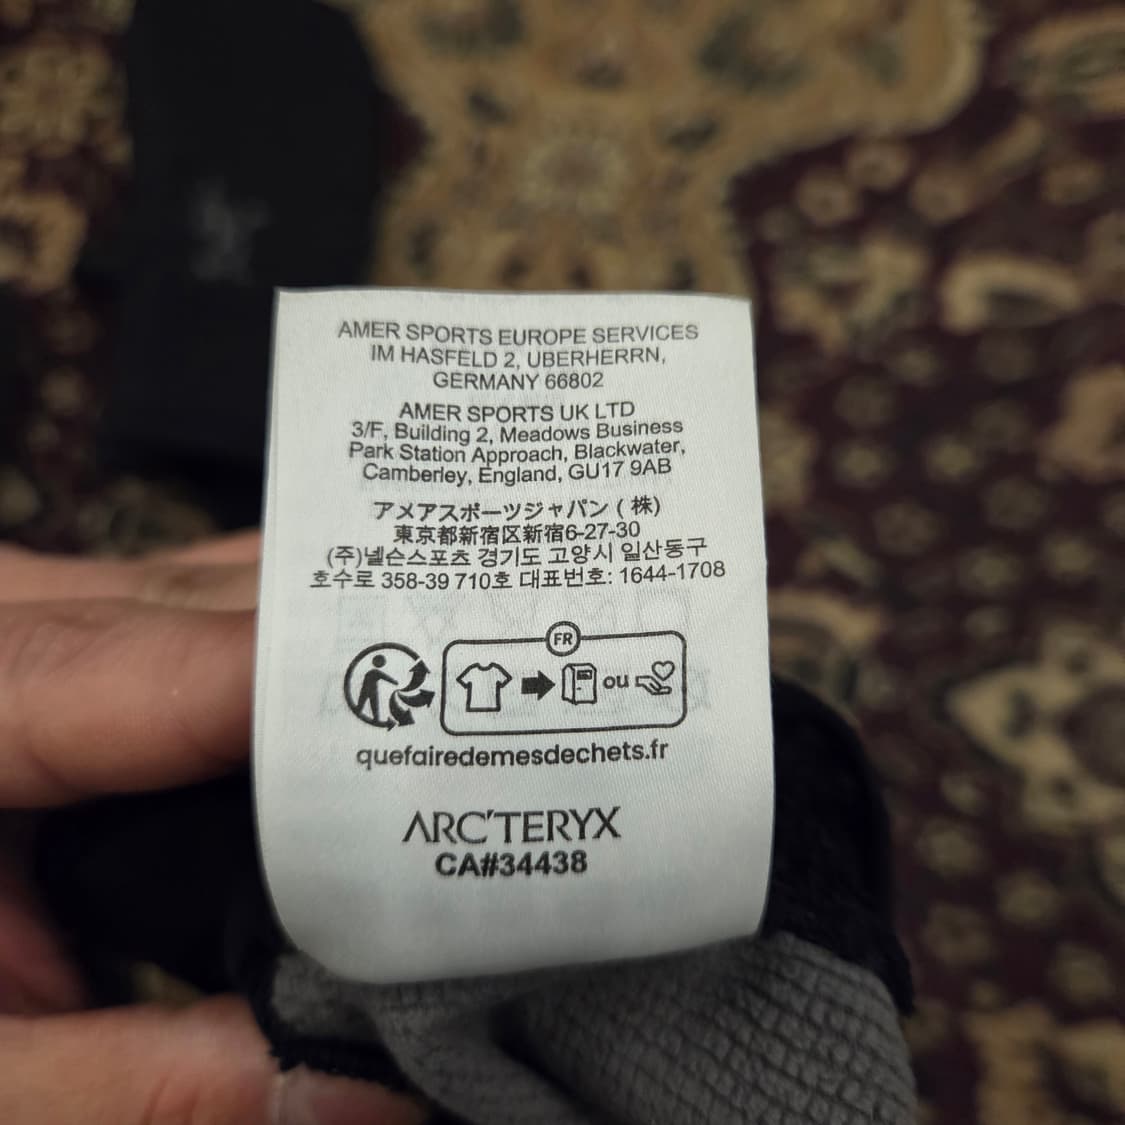 AMER SPORTS EUROPE SERVICES
IM HASFELD 2, UBERHERRN,
GERMANY 66802
AMER SPORTS UK LTD
3/F, Building 2, Meadows Business
Park Station Approach, Blackwater,
Camberley, England, GU17 9AB
アメアスポーツジャパン(株)
東京都新宿区新宿6-27-30
(주)넬슨스포츠 경기도 고양시 일산동구
호수로 358-39 710호 대표번호: 1644-1708
FR
ou
quefairedemesdechets.fr
ARC'TERYX
CA#34438